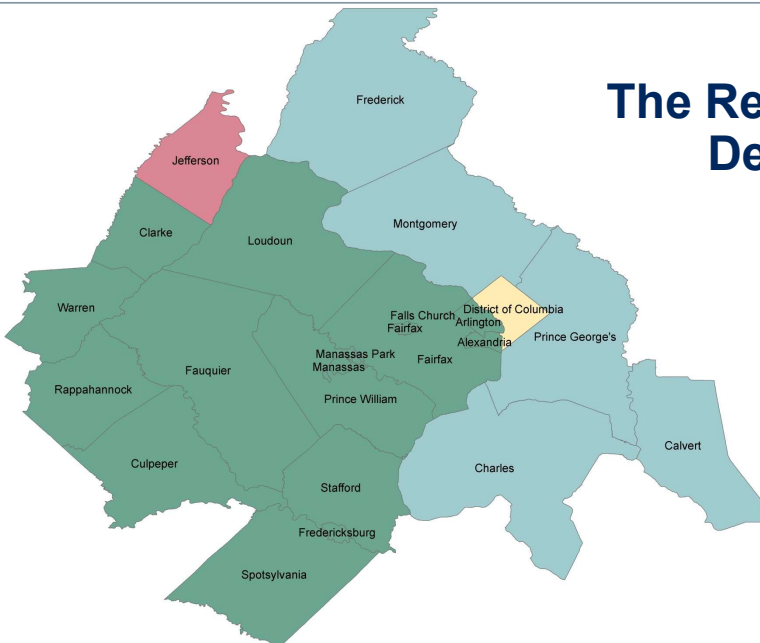 The Re
De
Frederick
Jefferson
Montgomery
Clarke
Loudoun
Warren
Falls Church
Fairfax
District of Columbia
Arlington
Alexandria
Prince George's
Manassas Park
Manassas
Fairfax
Fauquier
Rappahannock
Prince William
Culpeper
Calvert
Charles
Stafford
Fredericksburg
Spotsylvania